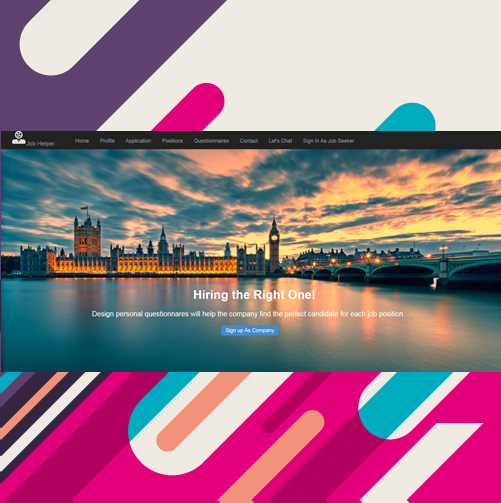 Job Helper Home Profile Application Positions Questionnaires Contact Let's Chat Sign In As Job Seeker
Hiring the Right One!
Design personal questionnares will help the company find the perfect candidate for each job position.
Sign up As Company